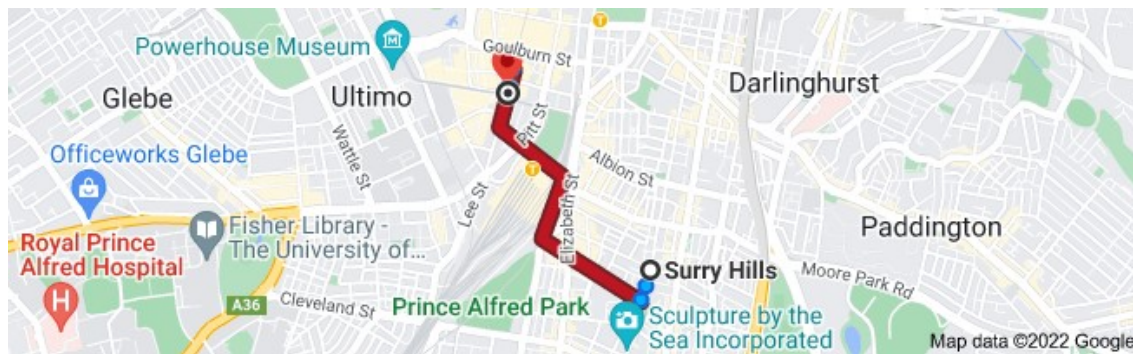 Powerhouse Museum
Goulburn St
T
Glebe
Ultimo
Darlinghurst
Pitt St
Wattle St
Officeworks Glebe
T
Albion St
Lee St
Elizabeth St
Fisher Library -
The University of...
Paddington
Royal Prince
Alfred Hospital
H
Surry Hills
Moore Park Rd
A36
Cleveland St
Prince Alfred Park
Sculpture by the
Sea Incorporated
Map data ©2022 Google